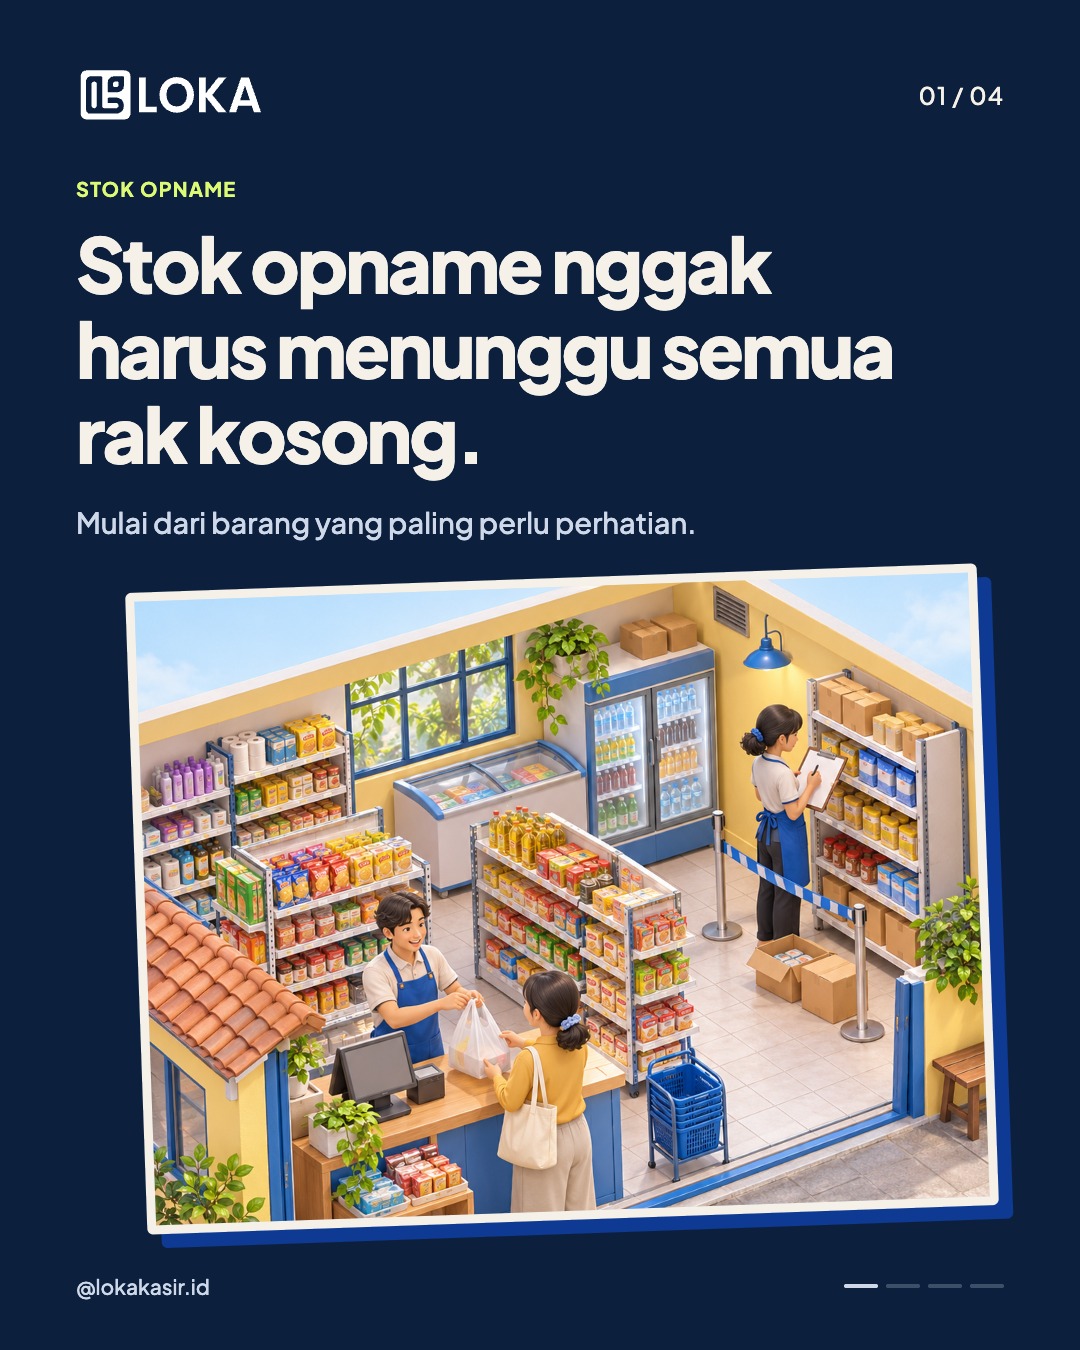 LOKA
01 / 04
STOK OPNAME
Stok opname nggak
harus menunggu semua
rak kosong.
Mulai dari barang yang paling perlu perhatian.
@lokakasir.id